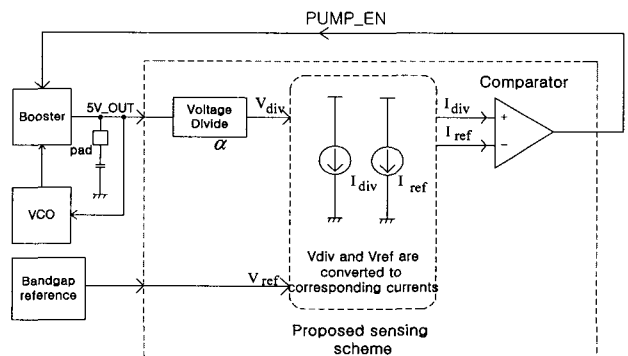 PUMP_EN
Comparator
Booster
5V_OUT
Voltage
Divide
α
Vdiv
Idiv
Iref
+
−
pad
Idiv
Iref
VCO
Vdiv and Vref are
converted to
corresponding currents
Bandgap
reference
Vref
Proposed sensing
scheme